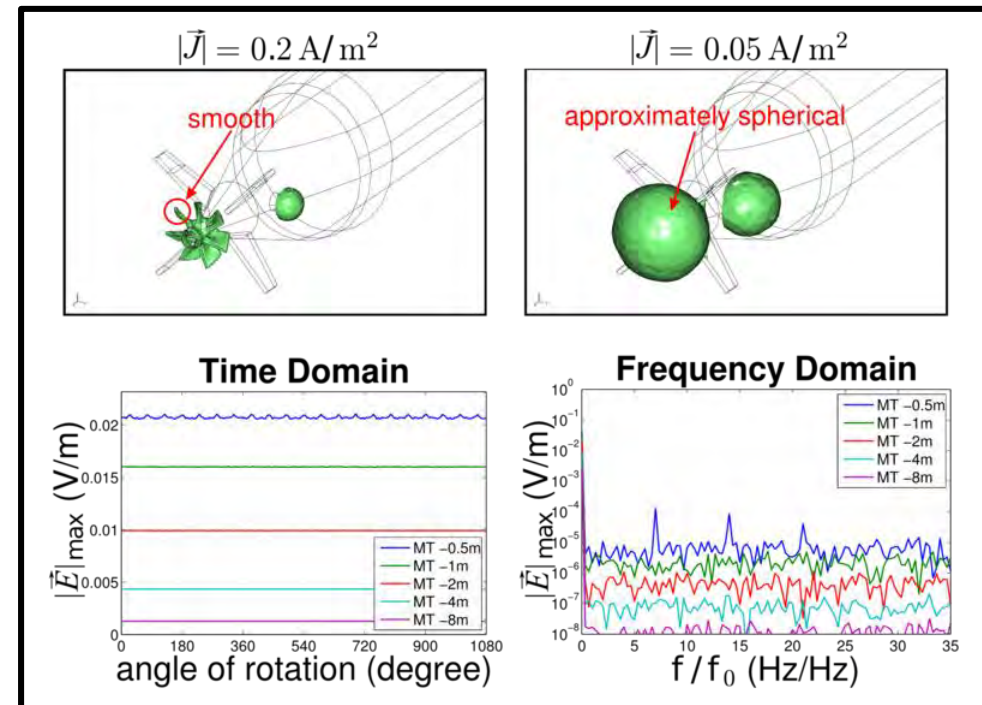 |J⃗| = 0.2 A/m²
|J⃗| = 0.05 A/m²
smooth
approximately spherical
Time Domain
|E⃗|max (V/m)
0.02
0.015
0.01
0.005
0
MT -0.5m
MT -1m
MT -2m
MT -4m
MT -8m
0 180 360 540 720 900 1080
angle of rotation (degree)
Frequency Domain
|E⃗|max (V/m)
10⁰
10⁻¹
10⁻²
10⁻³
10⁻⁴
10⁻⁵
10⁻⁶
10⁻⁷
10⁻⁸
MT -0.5m
MT -1m
MT -2m
MT -4m
MT -8m
0 5 10 15 20 25 30 35
f/f₀ (Hz/Hz)